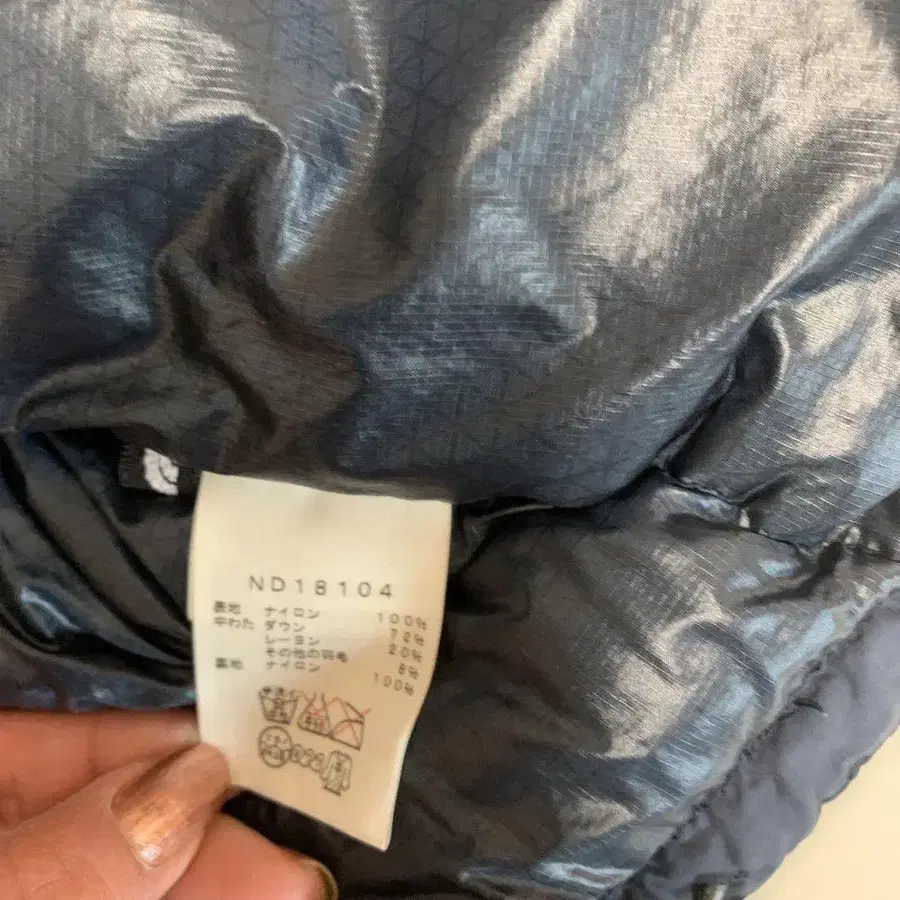 ND18104
表地 ナイロン 100%
中わた ダウン 72%
レーヨン 20%
その他の羽毛 8%
裏地 ナイロン 100%